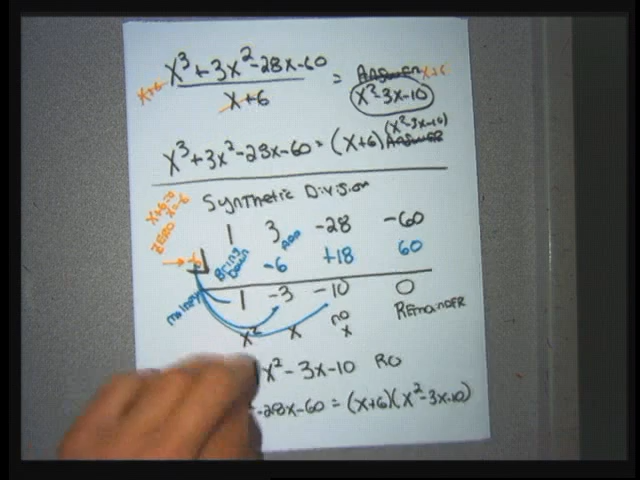 x³+3x²-28x-60 = Answer x+6
x+6 x+6 x²-3x-10
x³+3x²-28x-60 = (x+6) (x²-3x-10) Answer
Synthetic Division
x+6=0
x=-6
ZERO
1 3 -28 -60
-6 Bring Down ADD -6 +18 60
multiply 1 -3 -10 0
x² x no x Remainder
1x²-3x-10 R0
-28x-60 = (x+6)(x²-3x-10)